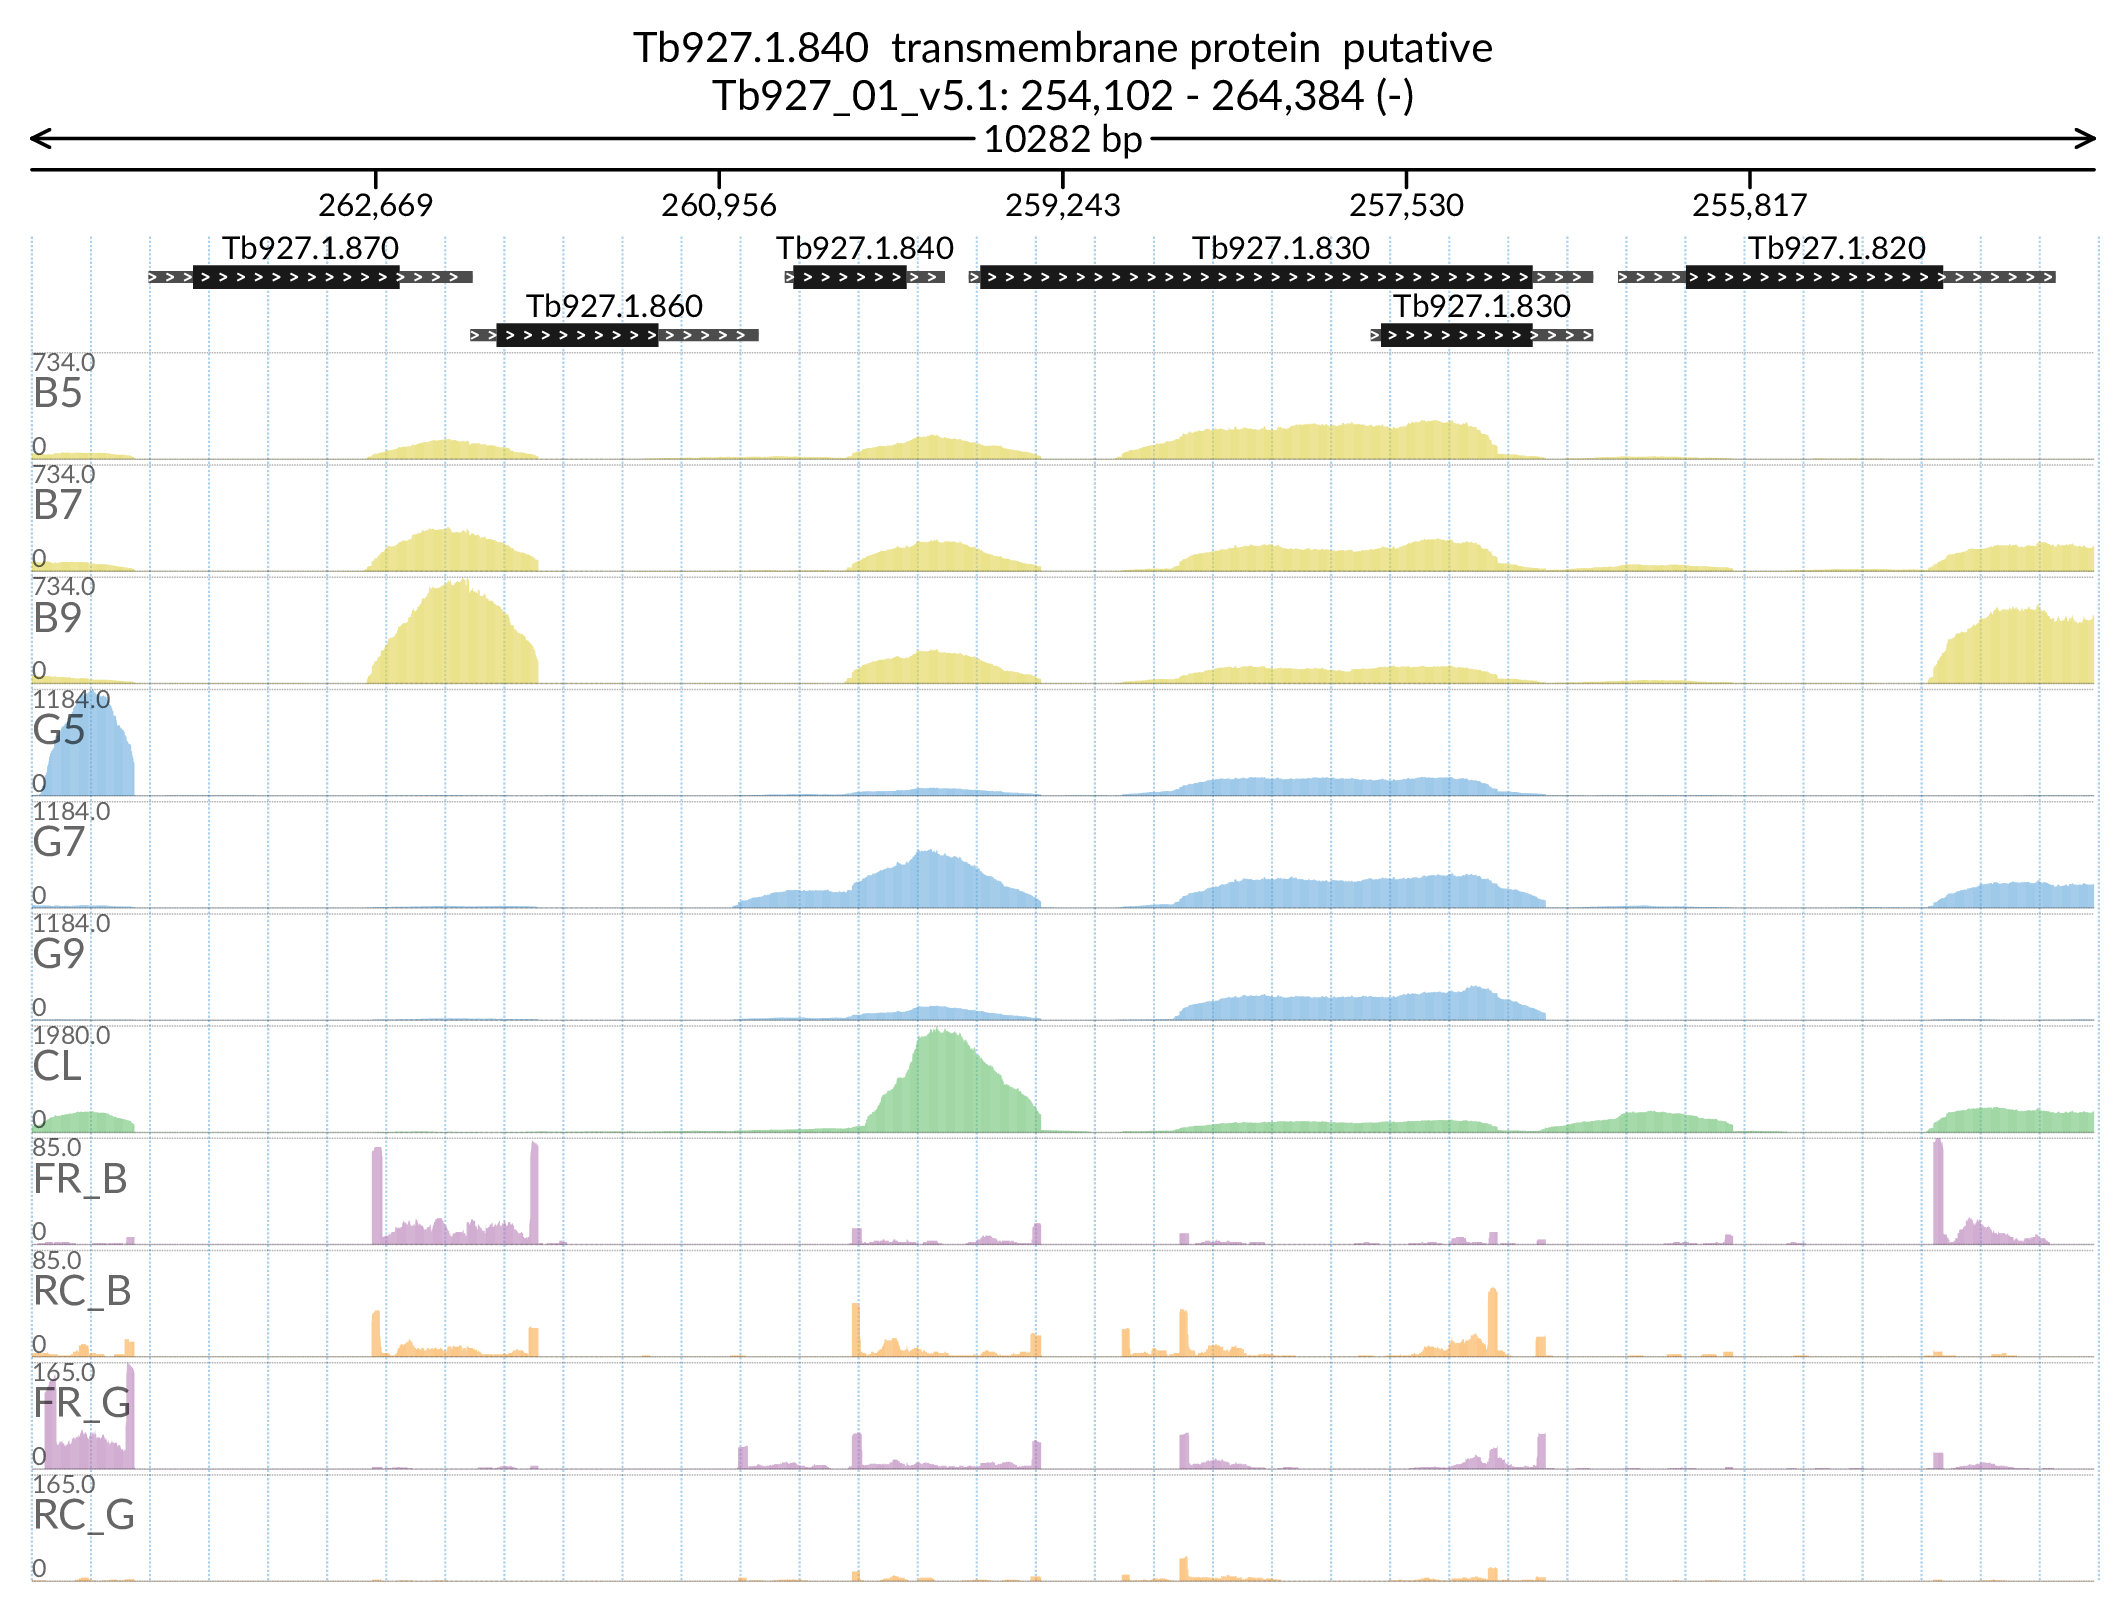 Tb927.1.840  transmembrane protein  putative
Tb927_01_v5.1: 254,102 - 264,384 (-)
10282 bp
262,669 260,956 259,243 257,530 255,817
Tb927.1.870 Tb927.1.840 Tb927.1.830 Tb927.1.820
Tb927.1.860 Tb927.1.830
734.0
B5
0
734.0
B7
0
734.0
B9
0
1184.0
G5
0
1184.0
G7
0
1184.0
G9
0
1980.0
CL
0
85.0
FR_B
0
85.0
RC_B
0
165.0
FR_G
0
165.0
RC_G
0